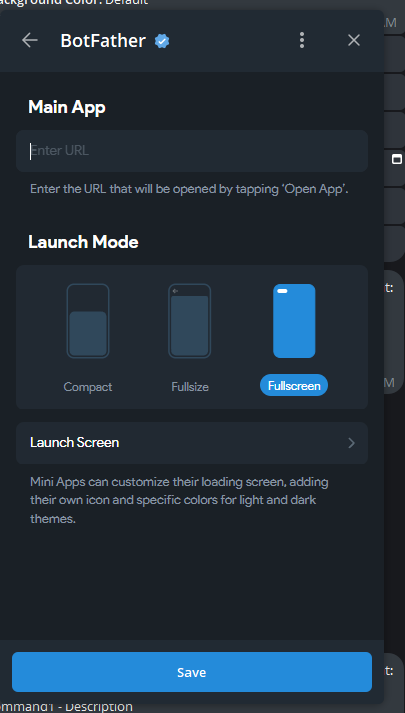 ackground Color: Default
BotFather
Main App
Enter URL
Enter the URL that will be opened by tapping ‘Open App’.
Launch Mode
Compact
Fullsize
Fullscreen
Launch Screen
Mini Apps can customize their loading screen, adding
their own icon and specific colors for light and dark
themes.
Save
ommand1 - Description